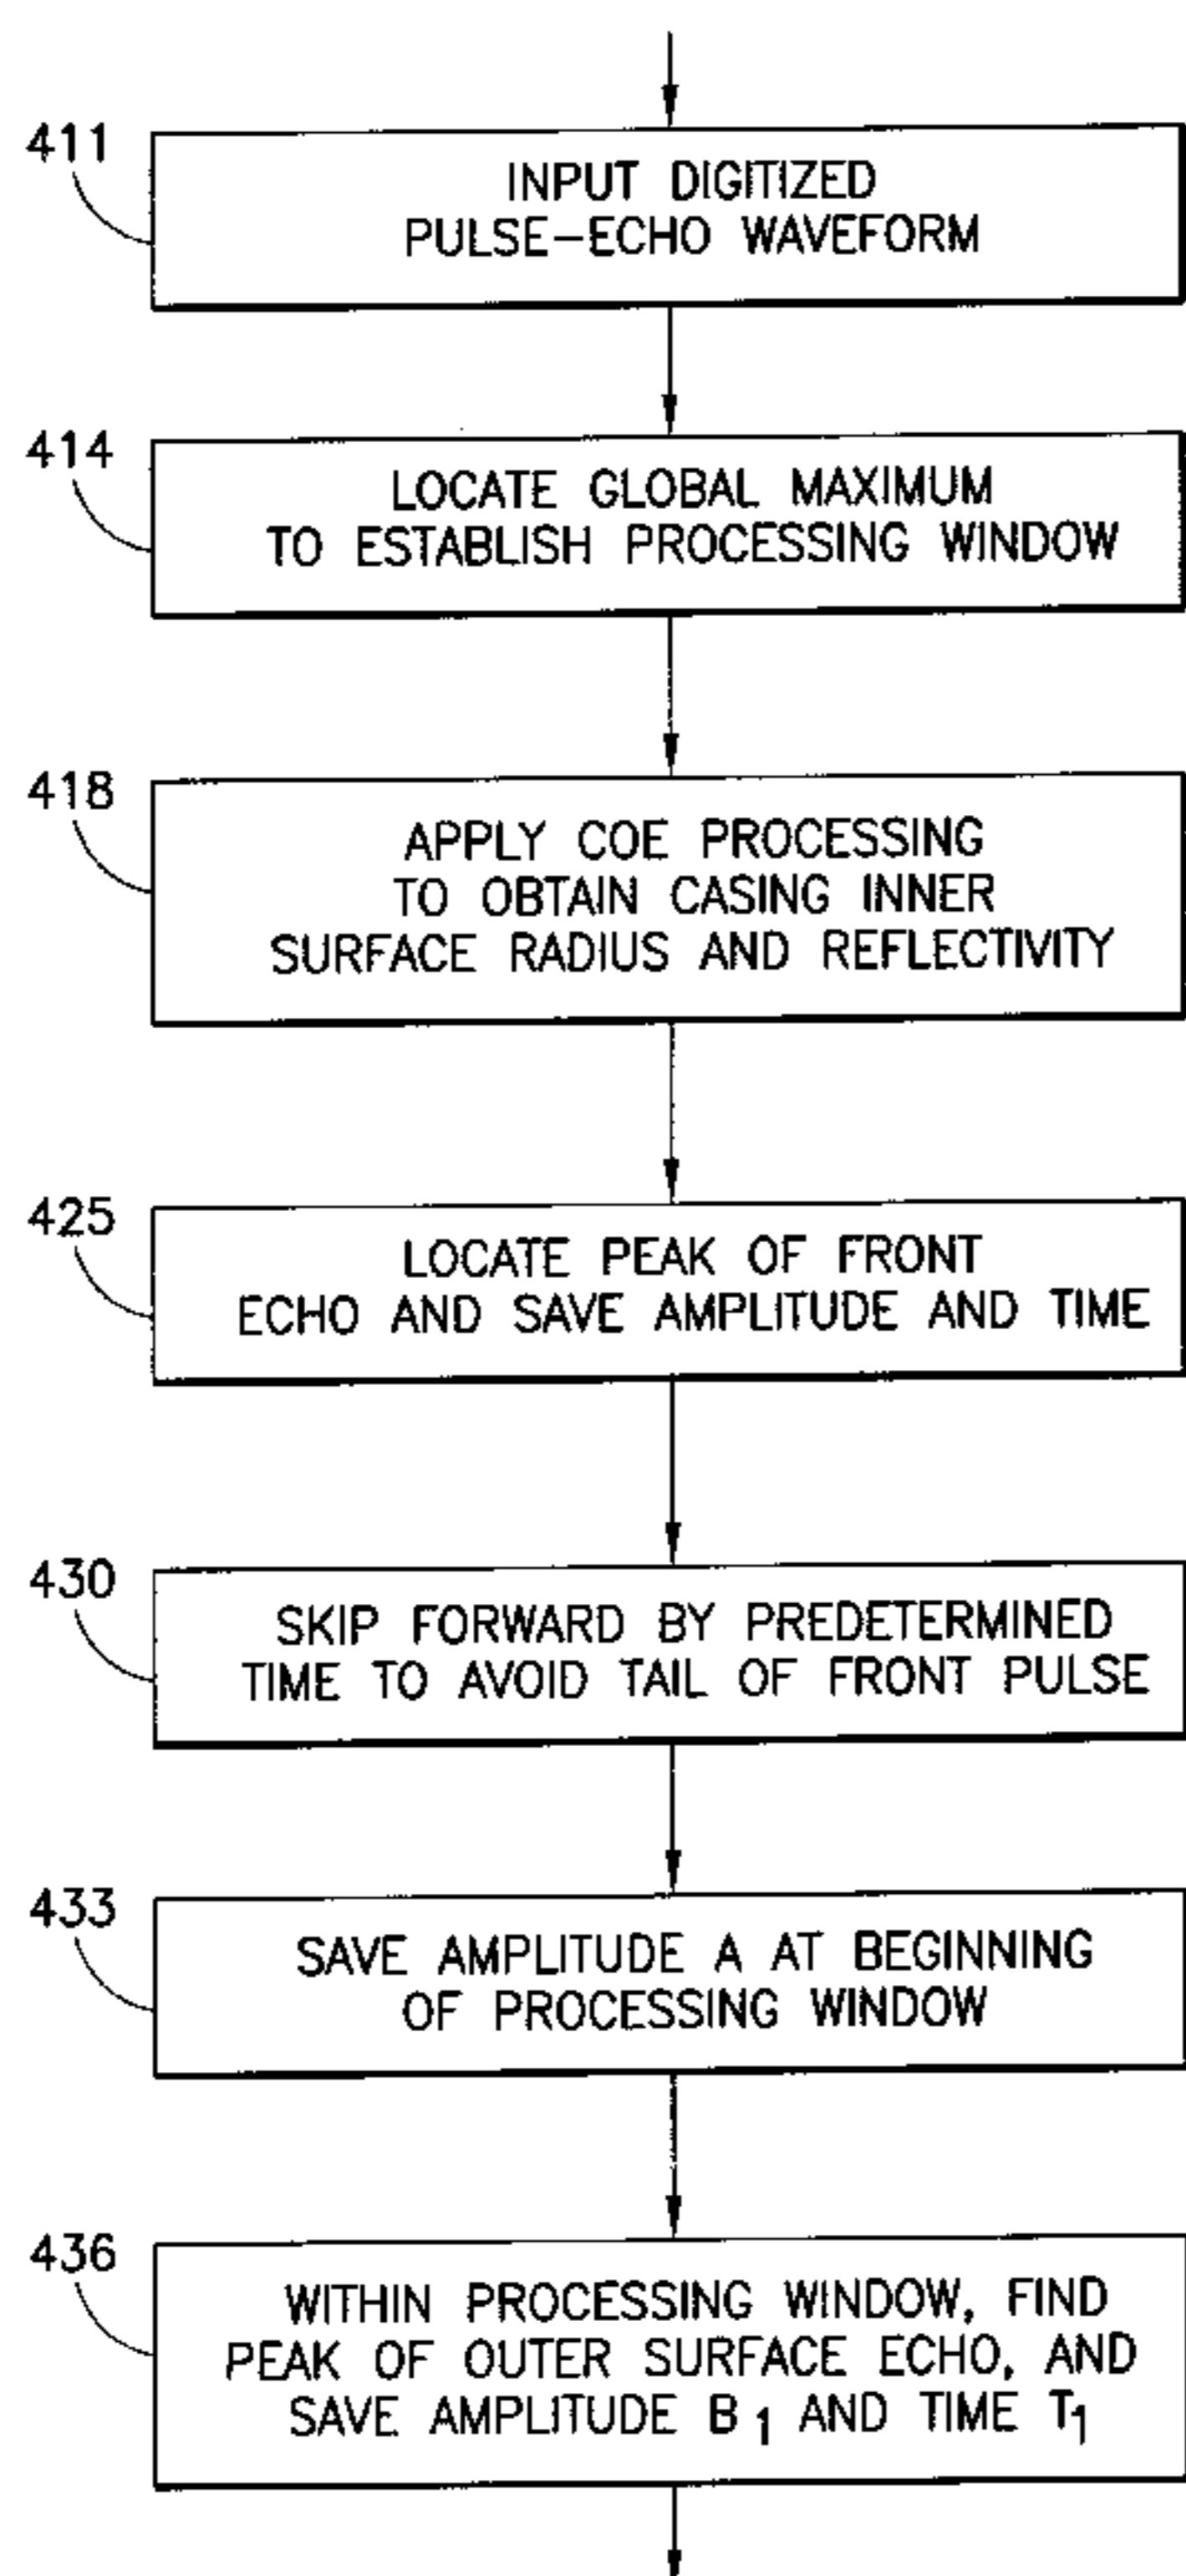 411
INPUT DIGITIZED
PULSE-ECHO WAVEFORM
414
LOCATE GLOBAL MAXIMUM
TO ESTABLISH PROCESSING WINDOW
418
APPLY COE PROCESSING
TO OBTAIN CASING INNER
SURFACE RADIUS AND REFLECTIVITY
425
LOCATE PEAK OF FRONT
ECHO AND SAVE AMPLITUDE AND TIME
430
SKIP FORWARD BY PREDETERMINED
TIME TO AVOID TAIL OF FRONT PULSE
433
SAVE AMPLITUDE A AT BEGINNING
OF PROCESSING WINDOW
436
WITHIN PROCESSING WINDOW, FIND
PEAK OF OUTER SURFACE ECHO, AND
SAVE AMPLITUDE B₁ AND TIME T₁